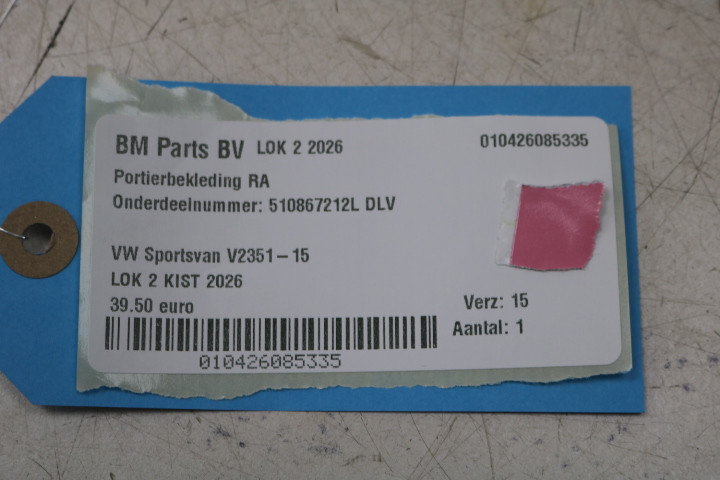 BM Parts BV LOK 2 2026 010426085335
Portierbekleding RA
Onderdeelnummer: 510867212L DLV
VW Sportsvan V2351-15
LOK 2 KIST 2026
39.50 euro Verz: 15
Aantal: 1
010426085335